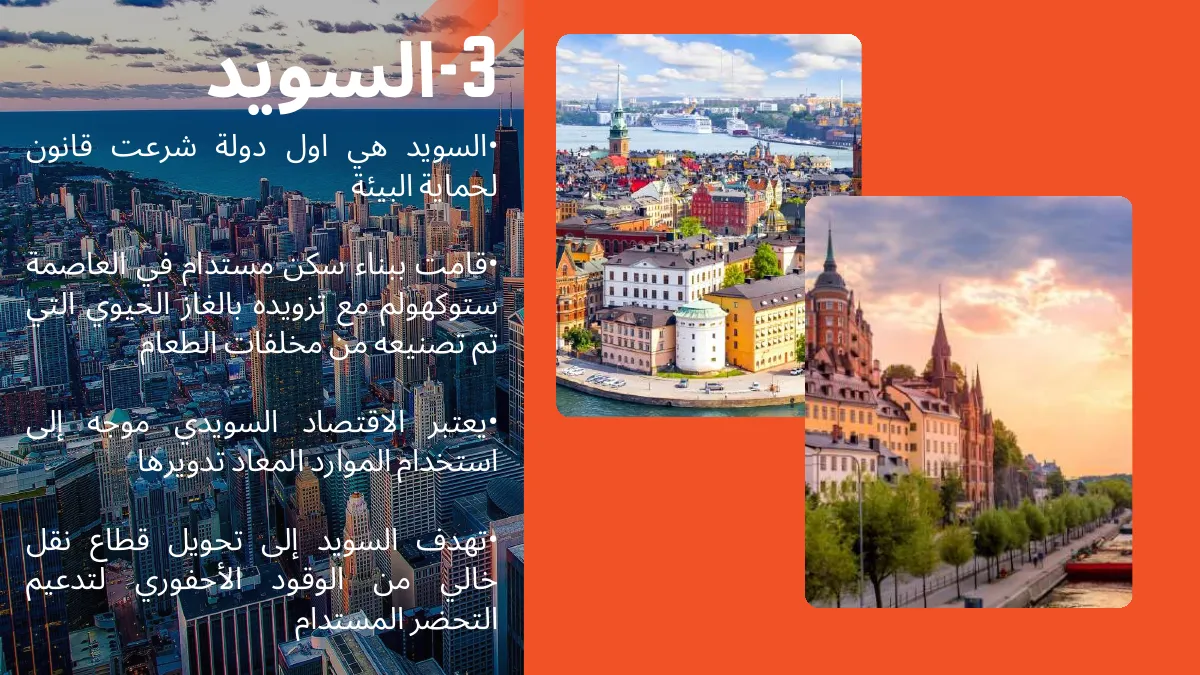 3-السويد
•السويد هي اول دولة شرعت قانون
لحماية البيئة
•قامت ببناء سكن مستدام في العاصمة
ستوكهولم مع تزويده بالغاز الحيوي التي
تم تصنيعه من مخلفات الطعام
•يعتبر الاقتصاد السويدي موجه إلى
استخدام الموارد المعاد تدويرها
•تهدف السويد إلى تحويل قطاع نقل
خالي من الوقود الأحفوري لتدعيم
التحضر المستدام